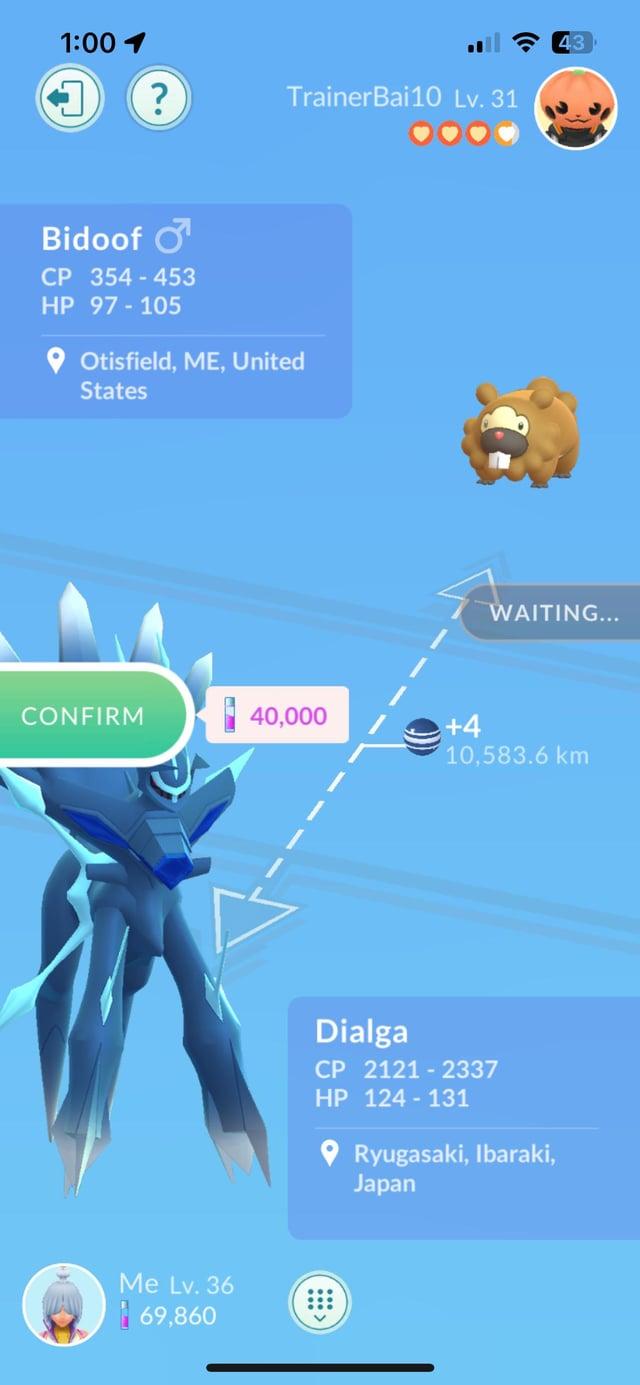 1:00
43
?
TrainerBai10 Lv. 31
Bidoof ♂
CP 354 - 453
HP 97 - 105
Otisfield, ME, United
States
WAITING...
CONFIRM
40,000
+4
10,583.6 km
Dialga
CP 2121 - 2337
HP 124 - 131
Ryugasaki, Ibaraki,
Japan
Me Lv. 36
69,860